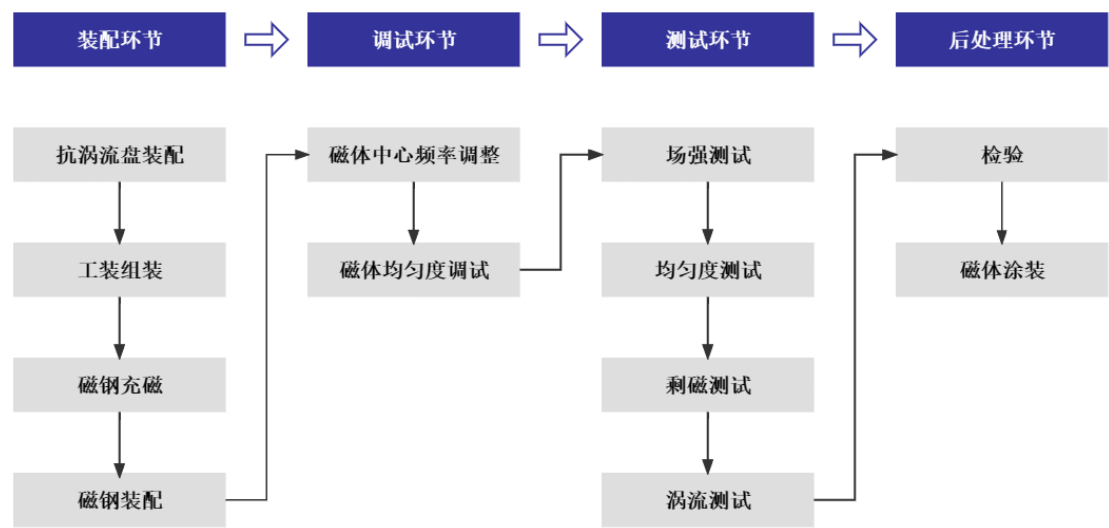 装配环节
调试环节
测试环节
后处理环节
抗涡流盘装配
工装组装
磁钢充磁
磁钢装配
磁体中心频率调整
磁体均匀度调试
场强测试
均匀度测试
剩磁测试
涡流测试
检验
磁体涂装